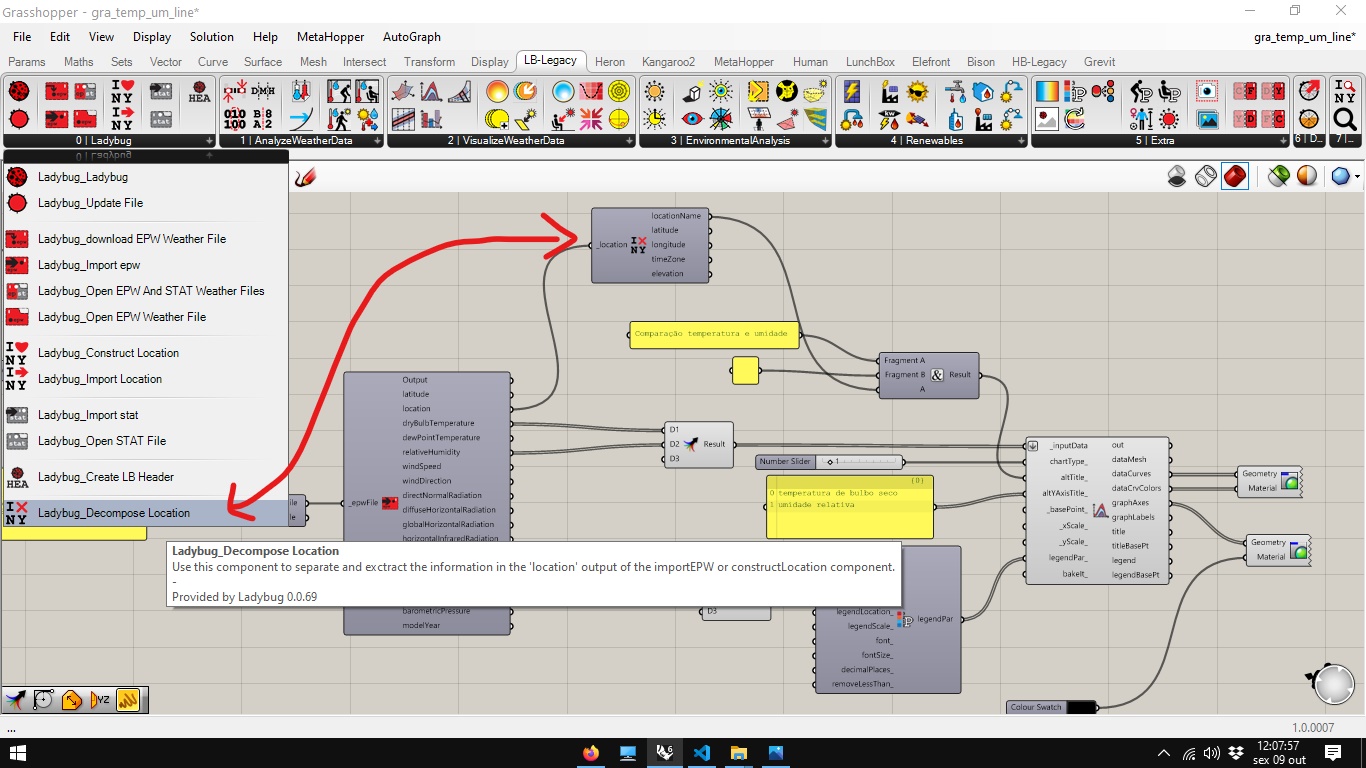 Grasshopper - gra_temp_um_line*
File Edit View Display Solution Help MetaHopper AutoGraph
gra_temp_um_line*
Params Maths Sets Vector Curve Surface Mesh Intersect Transform Display LB-Legacy Heron Kangaroo2 MetaHopper Human LunchBox Elefront Bison HB-Legacy Grevit
0 | Ladybug
1 | AnalyzeWeatherData
2 | VisualizeWeatherData
3 | EnvironmentalAnalysis
4 | Renewables
5 | Extra
6 | D...
7 | ...
Ladybug_Ladybug
Ladybug_Update File
Ladybug_download EPW Weather File
Ladybug_Import epw
Ladybug_Open EPW And STAT Weather Files
Ladybug_Open EPW Weather File
Ladybug_Construct Location
Ladybug_Import Location
Ladybug_Import stat
Ladybug_Open STAT File
Ladybug_Create LB Header
Ladybug_Decompose Location
Ladybug_Decompose Location
Use this component to separate and exctract the information in the 'location' output of the importEPW or constructLocation component.
-
Provided by Ladybug 0.0.69
_location
locationName
latitude
longitude
timeZone
elevation
Comparação temperatura e umidade
Fragment A
Fragment B
A
Result
_epwFile
Output
latitude
location
dryBulbTemperature
dewPointTemperature
relativeHumidity
windSpeed
windDirection
directNormalRadiation
diffuseHorizontalRadiation
globalHorizontalRadiation
horizontalInfraredRadiation
barometricPressure
modelYear
D1
D2
D3
Result
Number Slider
1
{0}
0 temperatura de bulbo seco
1 umidade relativa
D3
legendLocation_
legendScale_
font_
fontSize_
decimalPlaces_
removeLessThan_
legendPar
_inputData
chartType_
altTitle_
altYAxisTitle_
_basePoint_
_xScale_
_yScale_
legendPar_
bakeIt_
out
dataMesh
dataCurves
dataCrvColors
graphAxes
graphLabels
title
titleBasePt
legend
legendBasePt
Geometry
Material
Geometry
Material
Colour Swatch
...
1.0.0007
12:07:57
sex 09 out